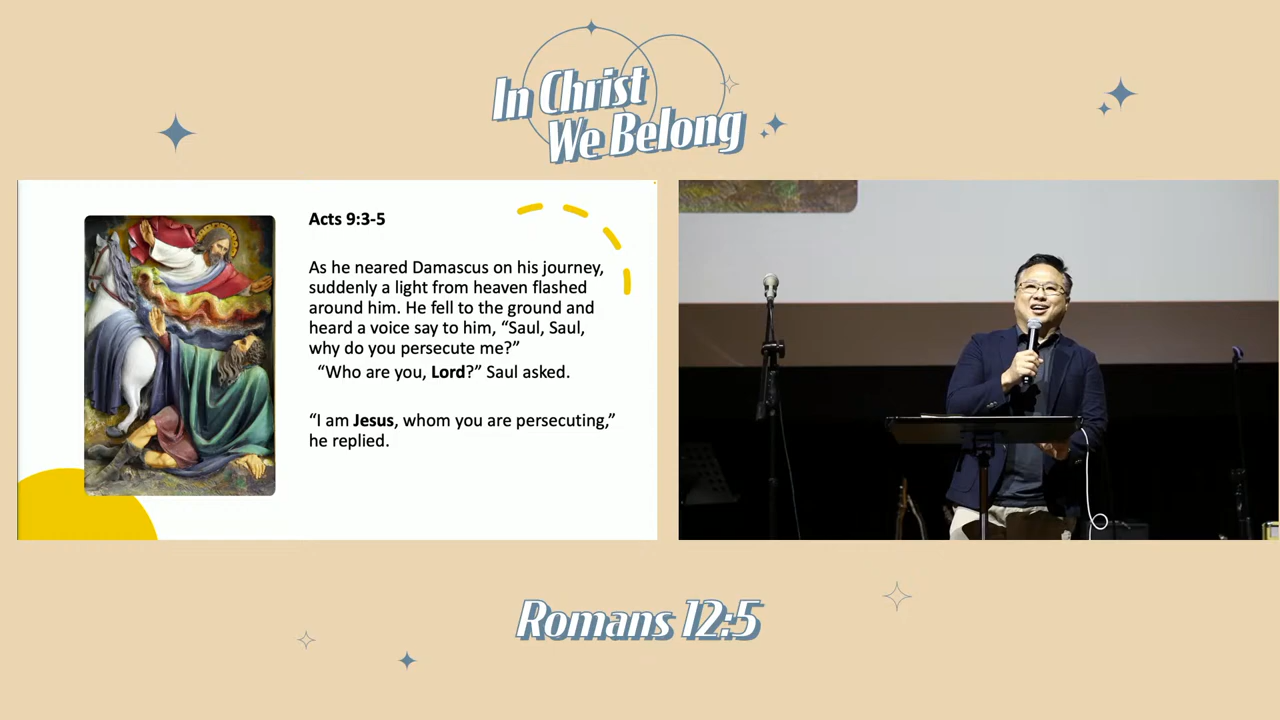 In Christ
We Belong
Acts 9:3-5
As he neared Damascus on his journey,
suddenly a light from heaven flashed
around him. He fell to the ground and
heard a voice say to him, “Saul, Saul,
why do you persecute me?”
“Who are you, Lord?” Saul asked.
“I am Jesus, whom you are persecuting,”
he replied.
Romans 12:5